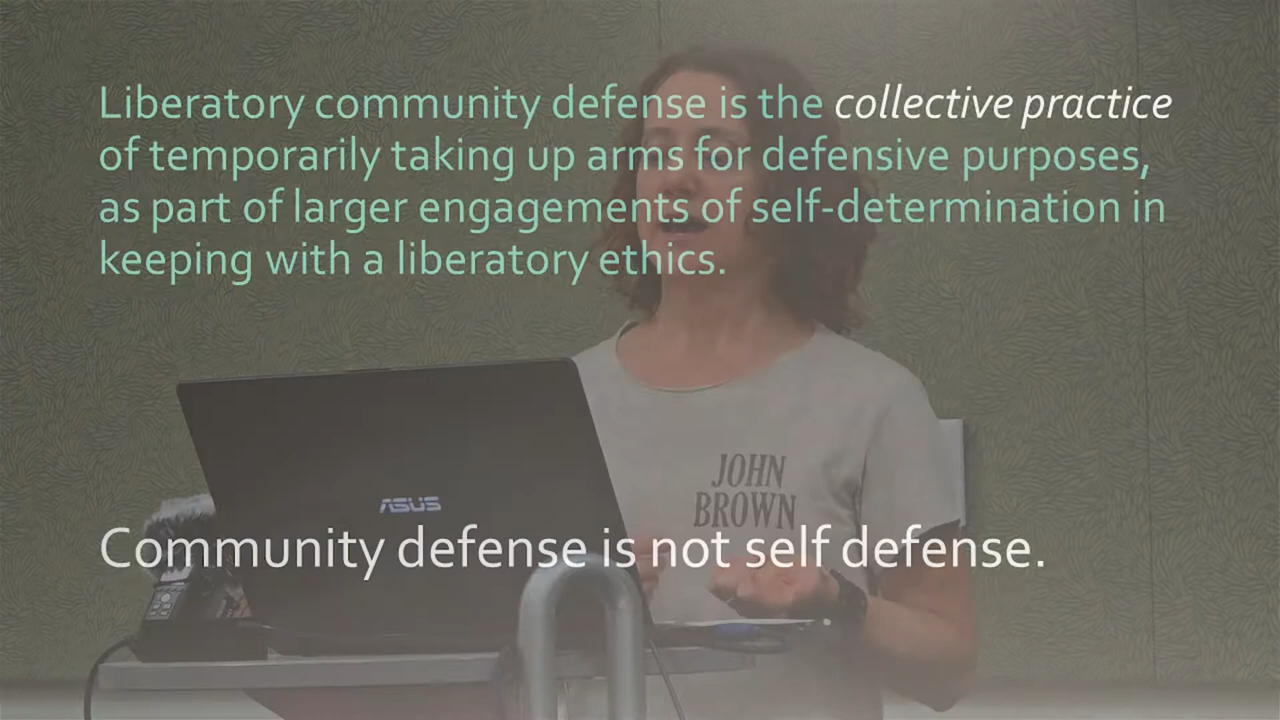 Liberatory community defense is the collective practice
of temporarily taking up arms for defensive purposes,
as part of larger engagements of self-determination in
keeping with a liberatory ethics.
ASUS
JOHN
BROWN
Community defense is not self defense.